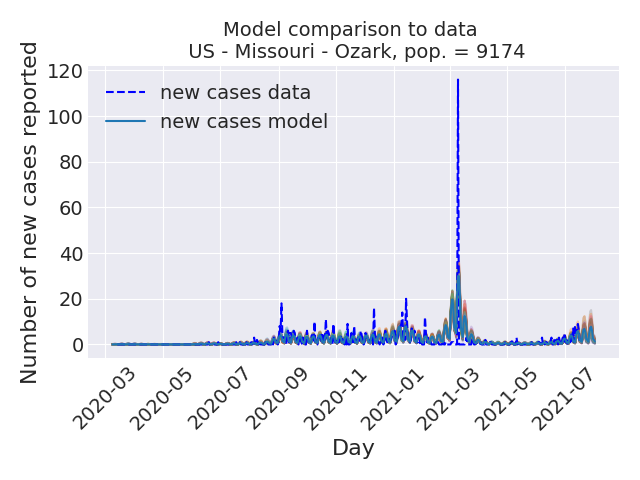 Model comparison to data
US - Missouri - Ozark, pop. = 9174
Number of new cases reported
120
100
80
60
40
20
0
new cases data
new cases model
2020-03
2020-05
2020-07
2020-09
2020-11
2021-01
2021-03
2021-05
2021-07
Day